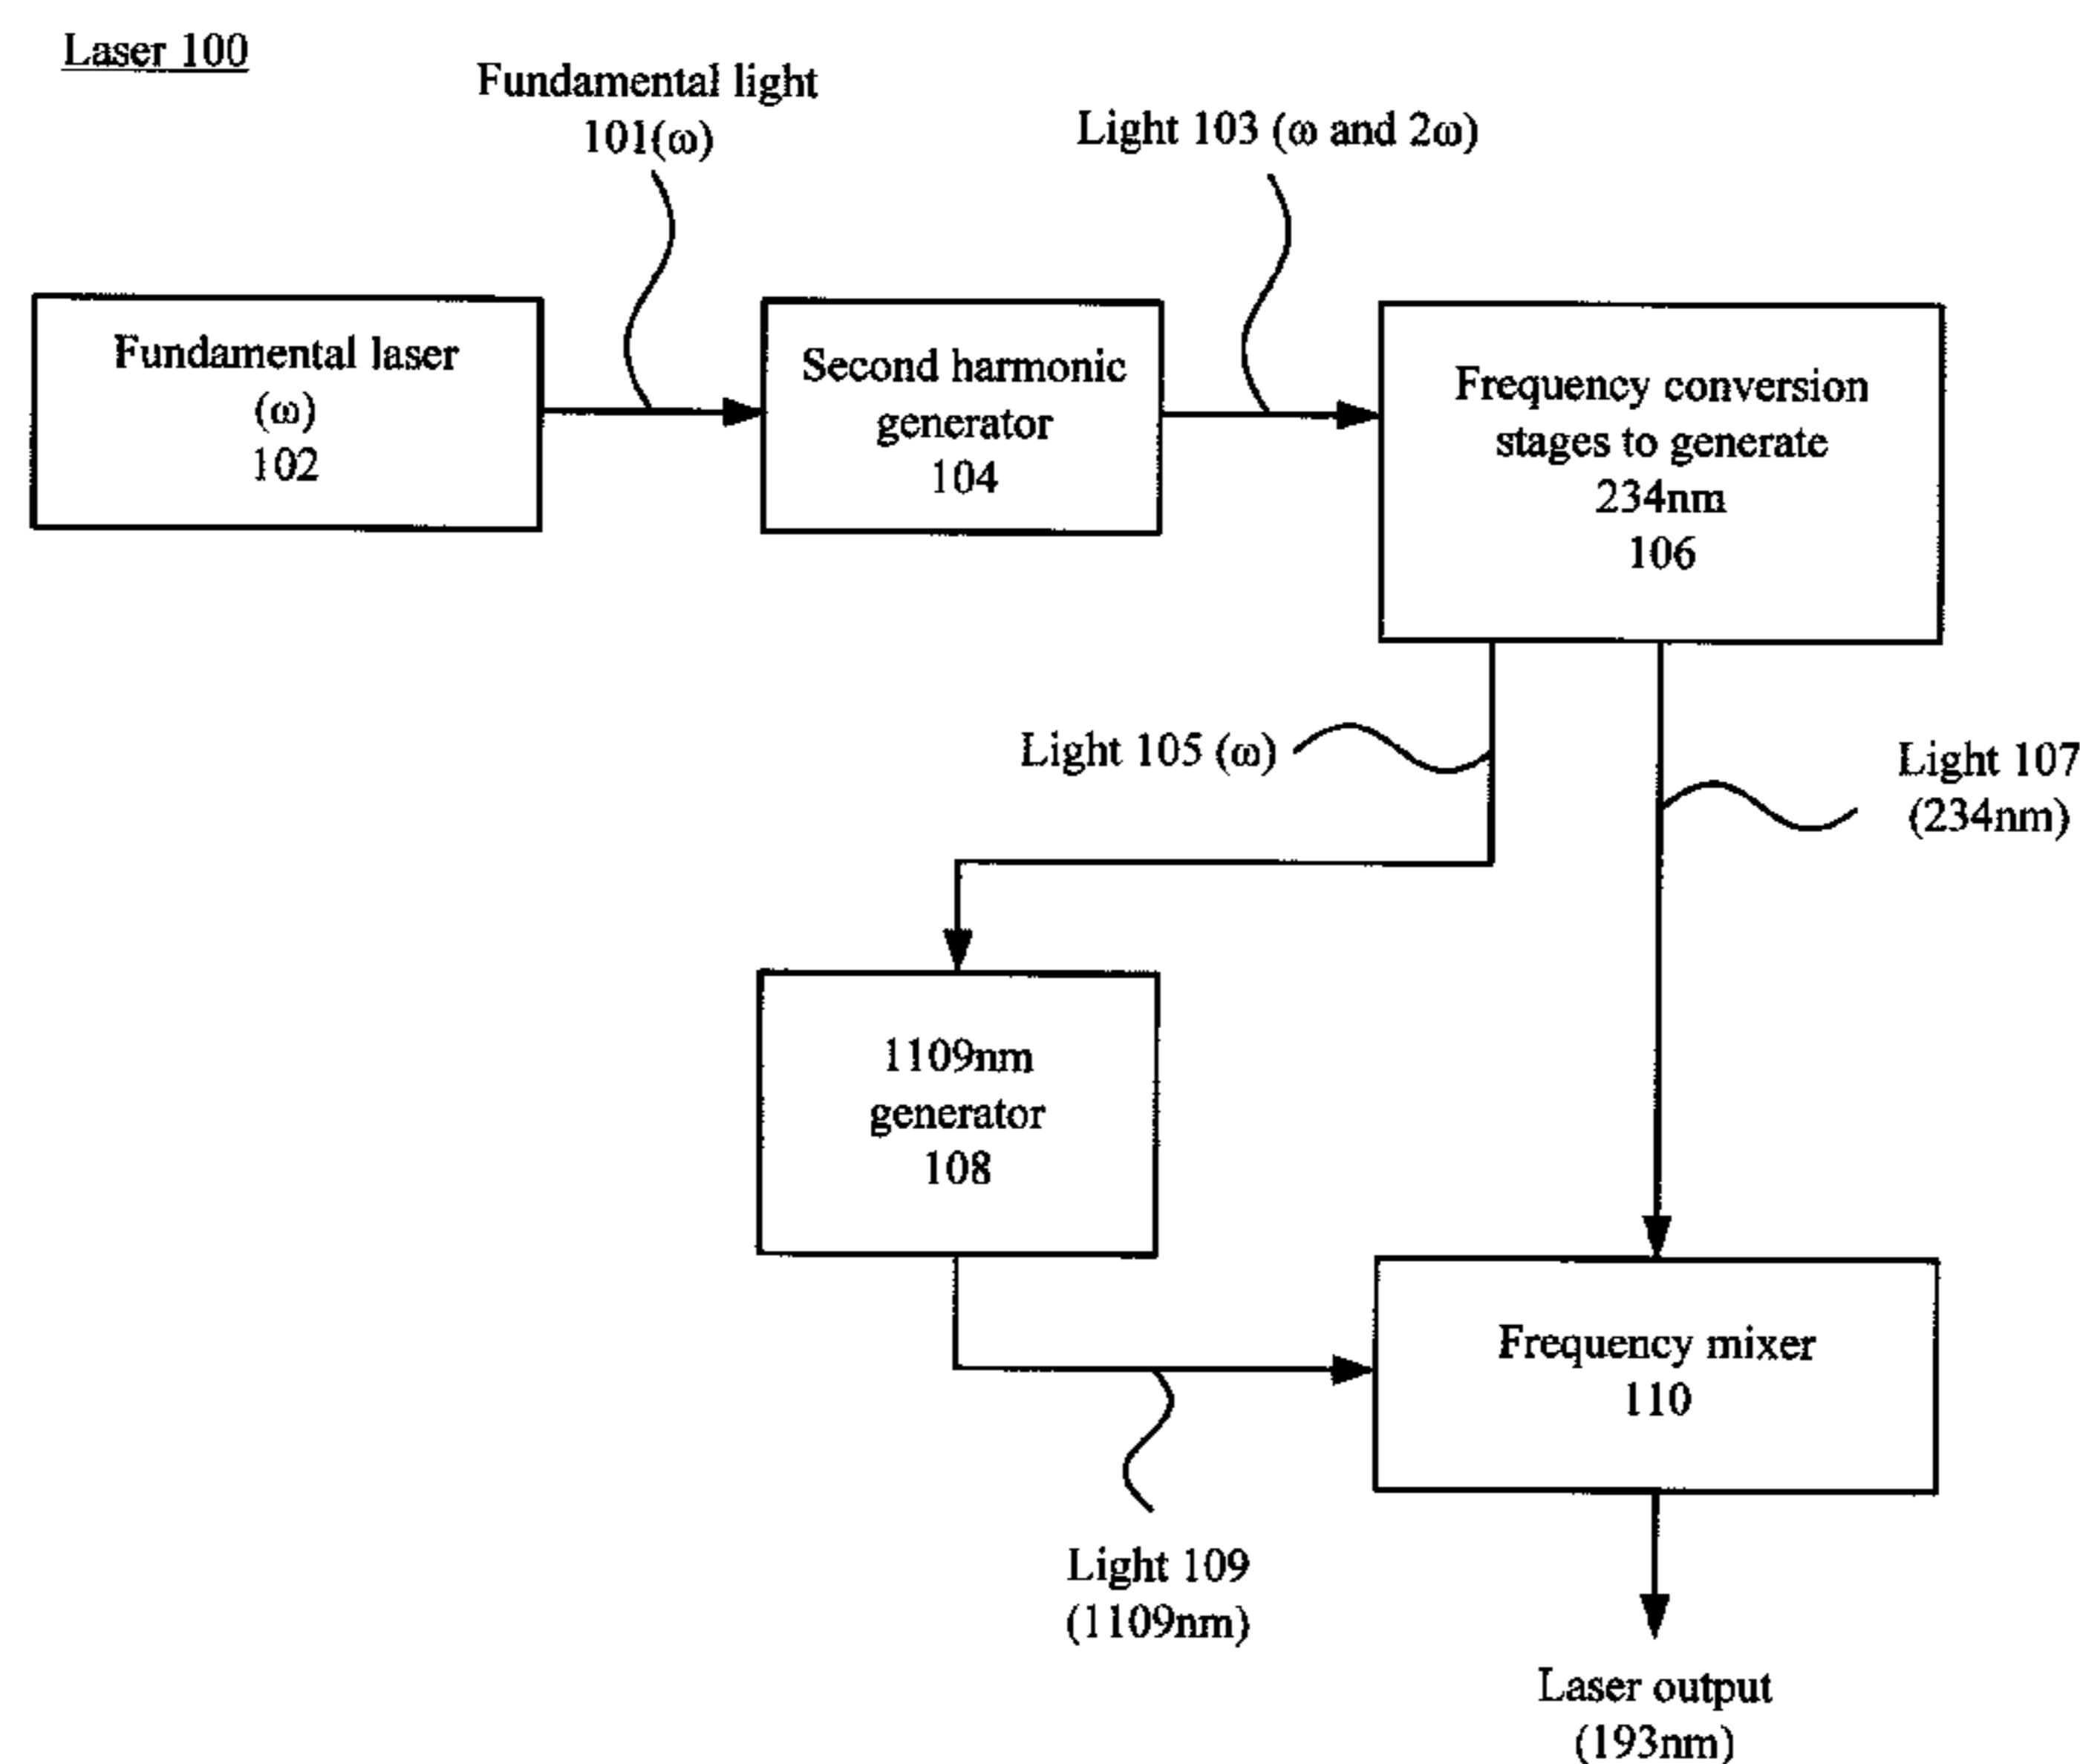 Laser 100
Fundamental light
101(ω)
Light 103 (ω and 2ω)
Fundamental laser
(ω)
102
Second harmonic
generator
104
Frequency conversion
stages to generate
234nm
106
Light 105 (ω)
Light 107
(234nm)
1109nm
generator
108
Frequency mixer
110
Light 109
(1109nm)
Laser output
(193nm)